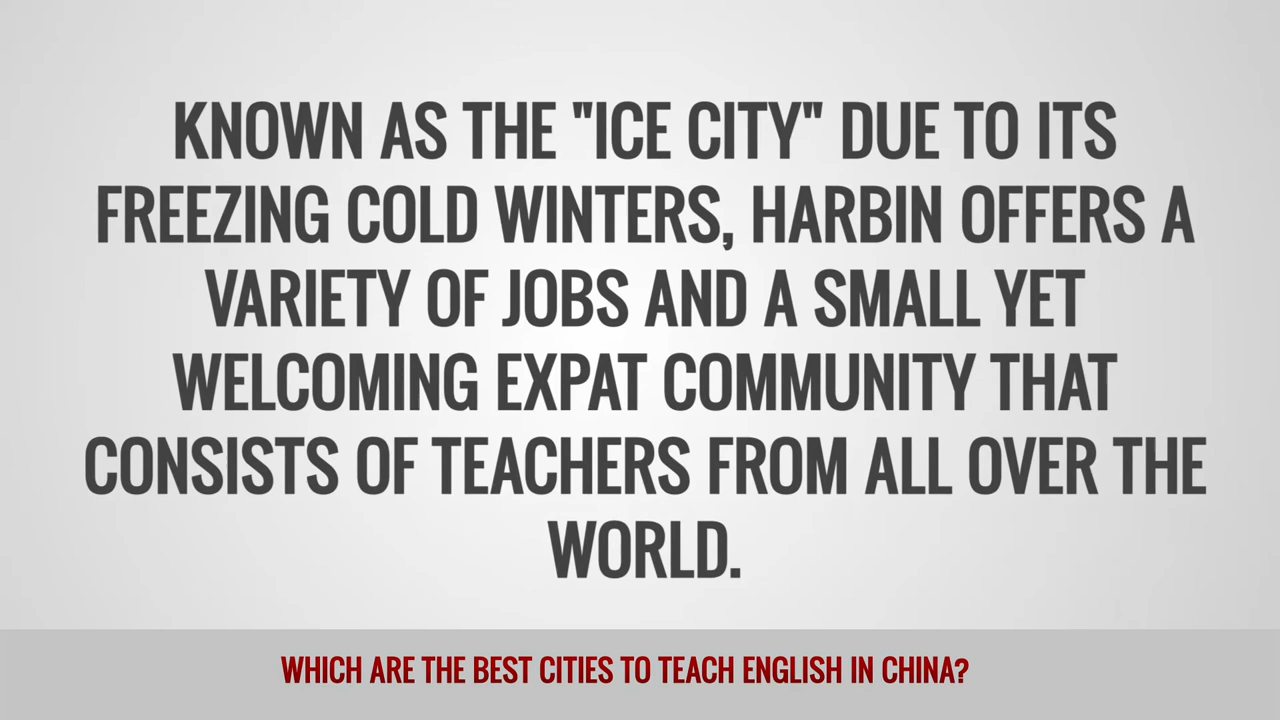 KNOWN AS THE "ICE CITY" DUE TO ITS
FREEZING COLD WINTERS, HARBIN OFFERS A
VARIETY OF JOBS AND A SMALL YET
WELCOMING EXPAT COMMUNITY THAT
CONSISTS OF TEACHERS FROM ALL OVER THE
WORLD.
WHICH ARE THE BEST CITIES TO TEACH ENGLISH IN CHINA?